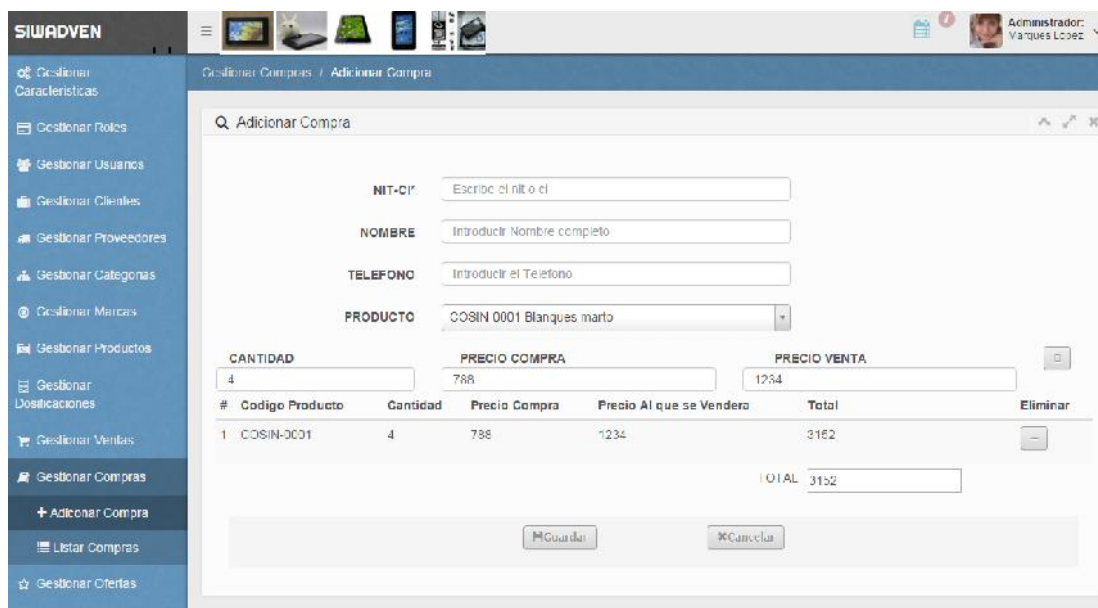 SIWADVEN
Administrador:
Marques Lopez
Gestionar Caracteristicas
Gestionar Roles
Gestionar Usuarios
Gestionar Clientes
Gestionar Proveedores
Gestionar Categorias
Gestionar Marcas
Gestionar Productos
Gestionar Dosificaciones
Gestionar Ventas
Gestionar Compras
Adiconar Compra
Listar Compras
Gestionar Ofertas
Gestionar Compras / Adicionar Compra
Adicionar Compra
NIT-CI*
Escribe el nit o ci
NOMBRE
Introducir Nombre completo
TELEFONO
Introducir el Telefono
PRODUCTO
COSIN 0001 Blanques marto
CANTIDAD PRECIO COMPRA PRECIO VENTA
4 788 1234
# Codigo Producto Cantidad Precio Compra Precio Al que se Vendera Total Eliminar
1 COSIN-0001 4 788 1234 3152
TOTAL 3152
Guardar Cancelar